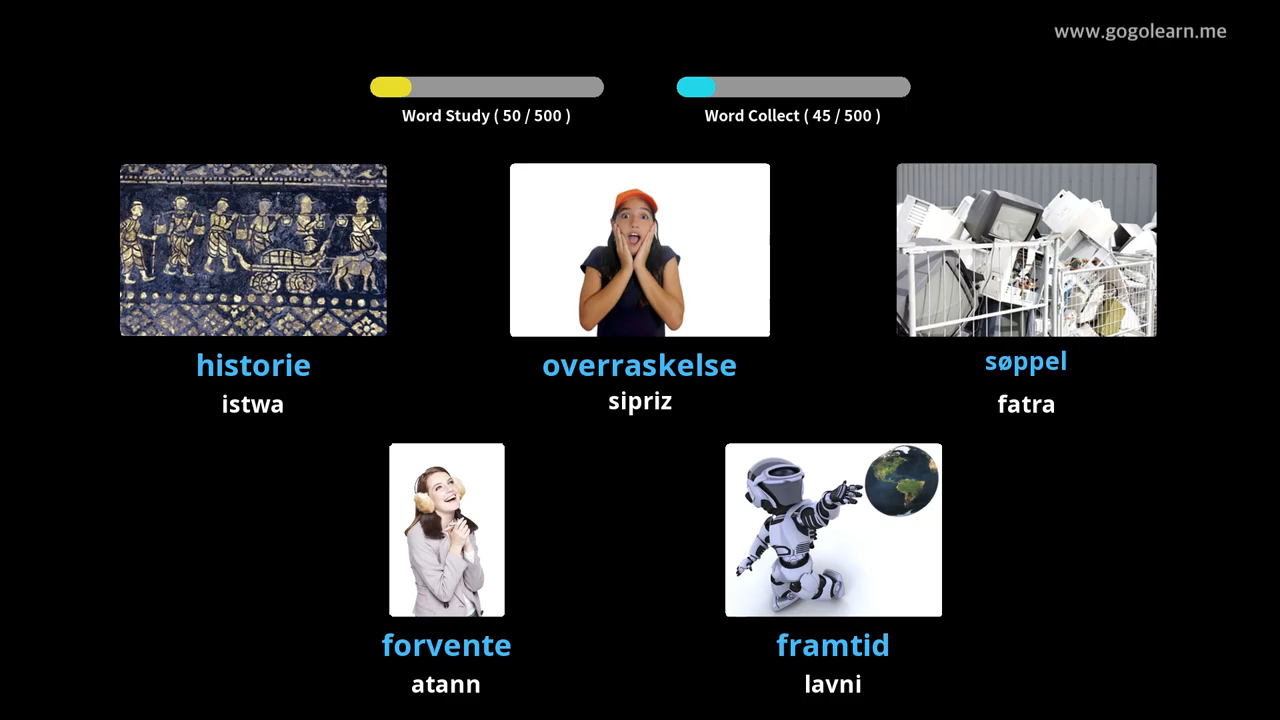 www.gogolearn.me
Word Study ( 50 / 500 )
Word Collect ( 45 / 500 )
historie
overraskelse
søppel
istwa
sipriz
fatra
forvente
framtid
atann
lavni